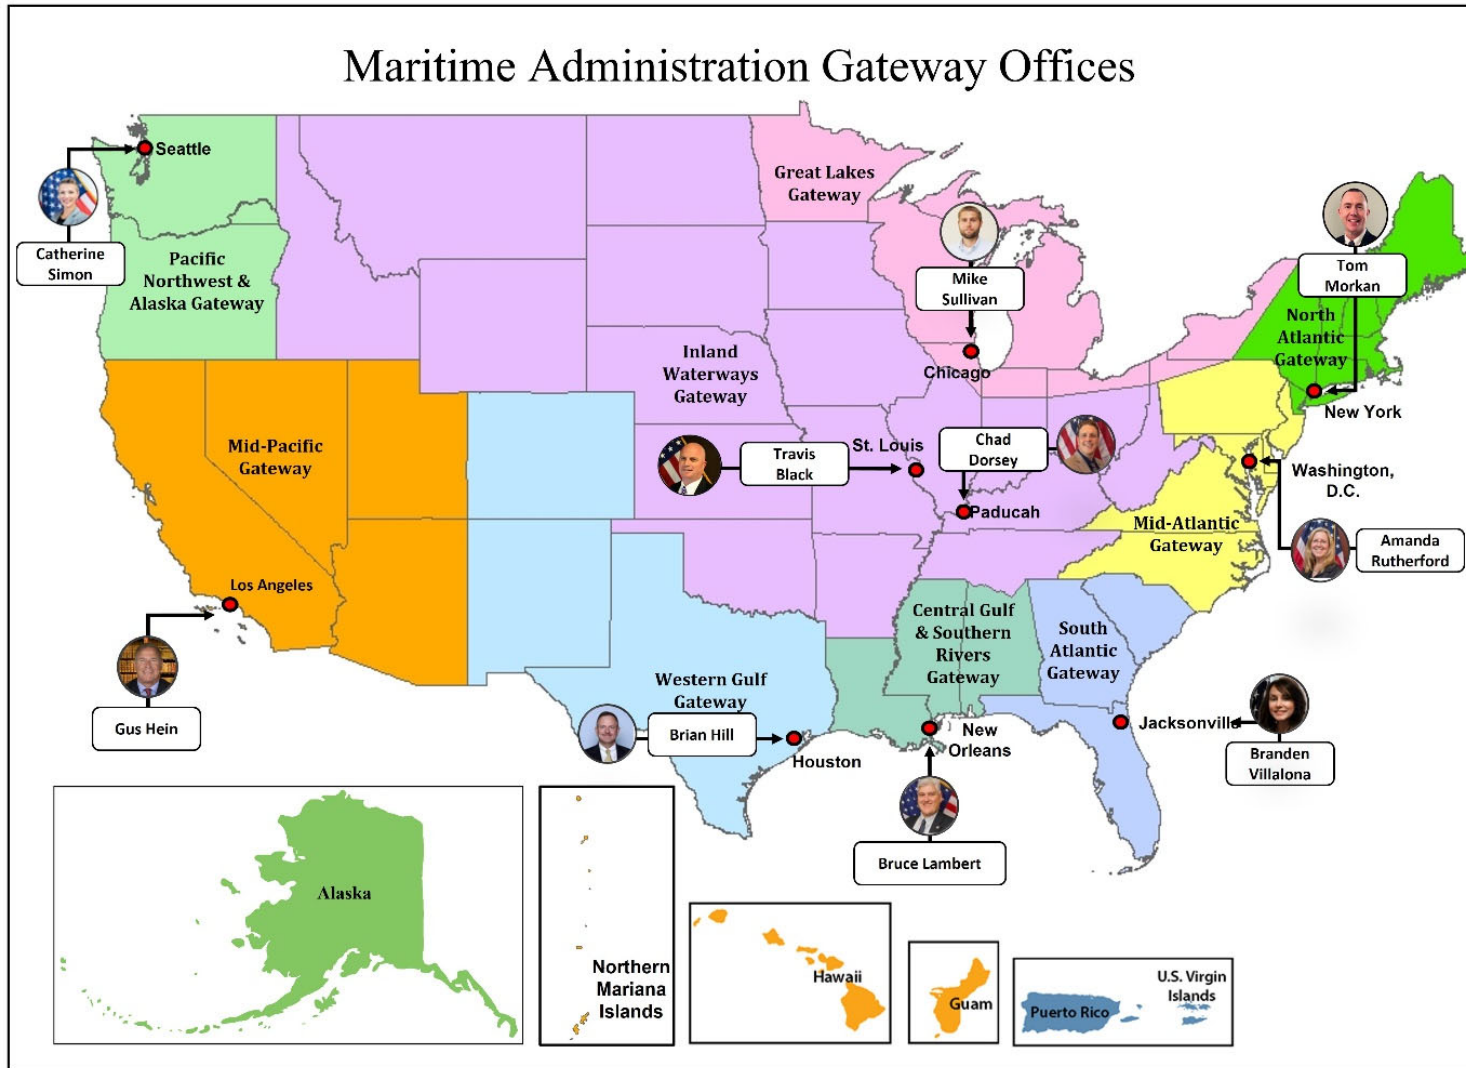 Maritime Administration Gateway Offices
Seattle
Catherine
Simon
Pacific
Northwest &
Alaska Gateway
Great Lakes
Gateway
Mike
Sullivan
Chicago
Tom
Morkan
North
Atlantic
Gateway
New York
Inland
Waterways
Gateway
Mid-Pacific
Gateway
Travis
Black
St. Louis
Chad
Dorsey
Paducah
Washington,
D.C.
Mid-Atlantic
Gateway
Amanda
Rutherford
Los Angeles
Gus Hein
Central Gulf
& Southern
Rivers
Gateway
South
Atlantic
Gateway
Western Gulf
Gateway
Brian Hill
Houston
New
Orleans
Bruce Lambert
Jacksonville
Branden
Villalona
Alaska
Northern
Mariana
Islands
Hawaii
Guam
Puerto Rico
U.S. Virgin
Islands